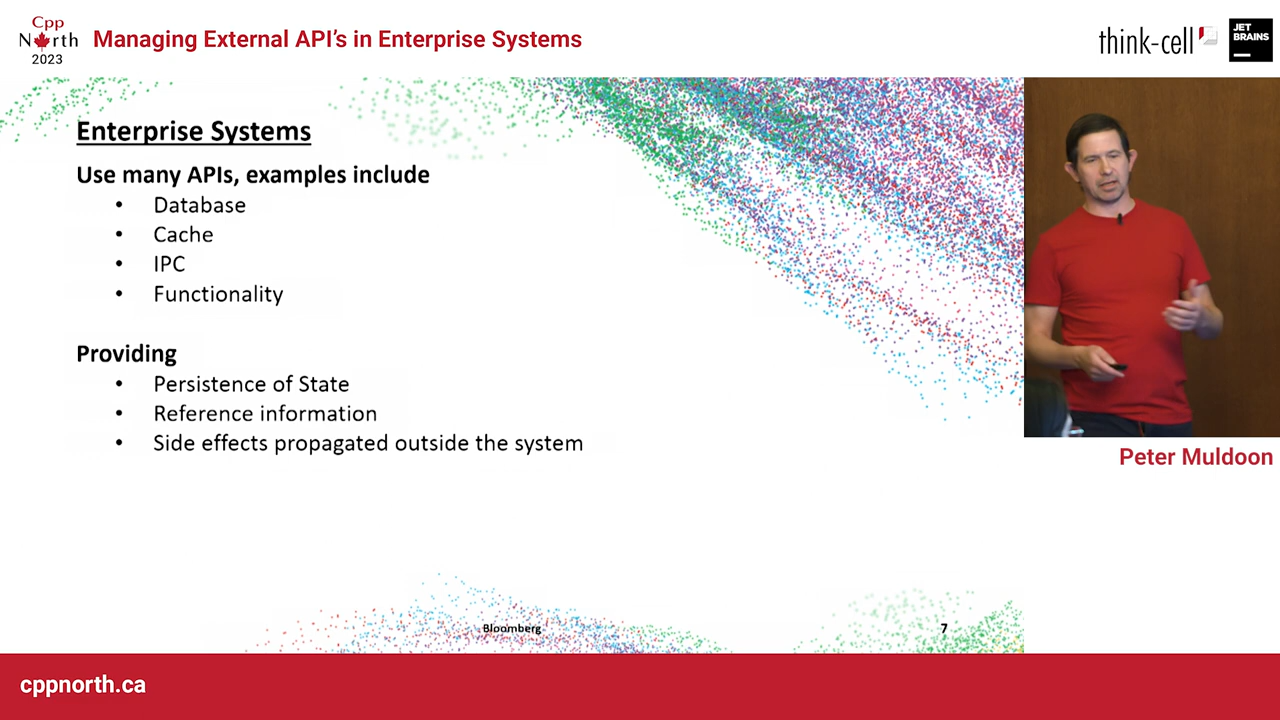 Cpp
North
2023
Managing External API's in Enterprise Systems
think-cell
JET
BRAINS
Enterprise Systems
Use many APIs, examples include
• Database
• Cache
• IPC
• Functionality
Providing
• Persistence of State
• Reference information
• Side effects propagated outside the system
Peter Muldoon
Bloomberg
7
cppnorth.ca